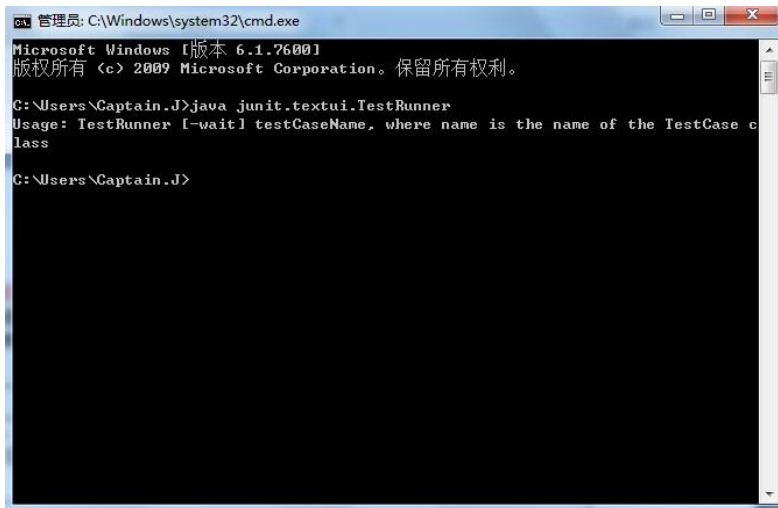 管理员: C:\Windows\system32\cmd.exe
Microsoft Windows [版本 6.1.7600]
版权所有 (c) 2009 Microsoft Corporation。保留所有权利。
C:\Users\Captain.J>java junit.textui.TestRunner
Usage: TestRunner [-wait] testCaseName, where name is the name of the TestCase c
lass
C:\Users\Captain.J>